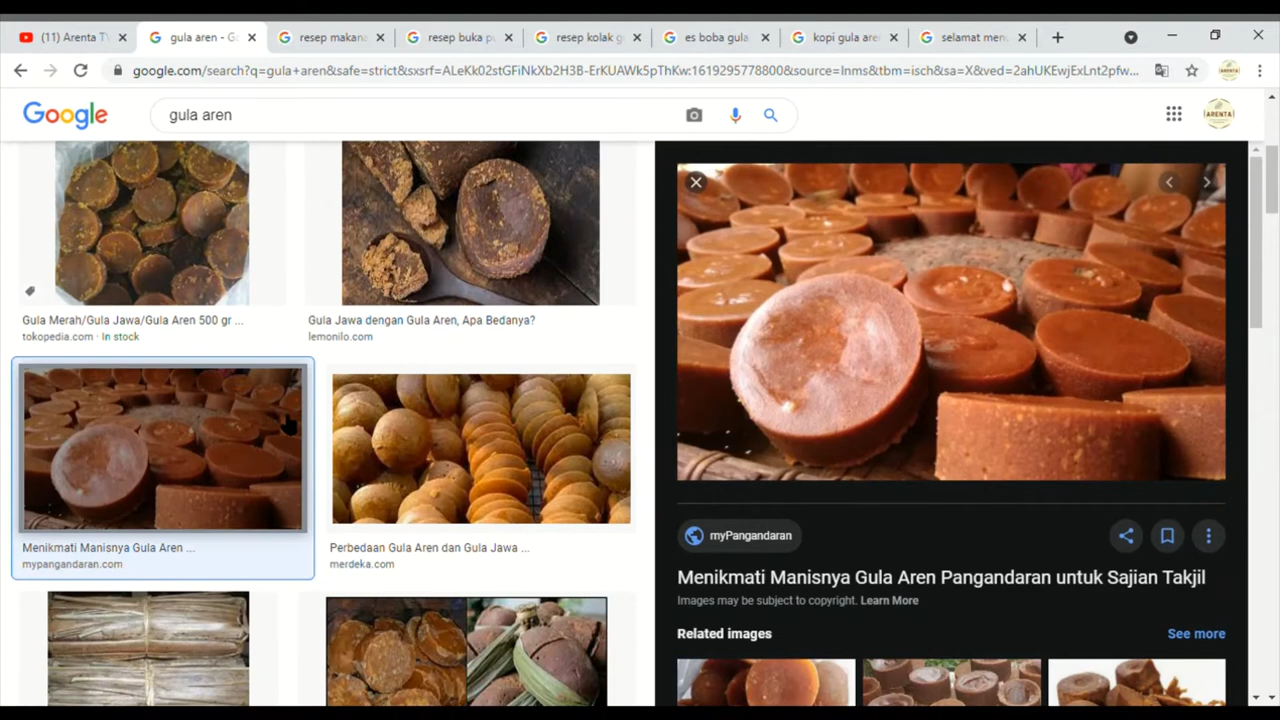 (11) Arenta T
gula aren - G
resep makana
resep buka p
resep kolak g
es boba gula
kopi gula are
selamat men
google.com/search?q=gula+aren&safe=strict&sxsrf=ALeKk02stGFiNkXb2H3B-ErKUAWk5pThKw:1619295778800&source=lnms&tbm=isch&sa=X&ved=2ahUKEwjExLnt2pfw...
Google
gula aren
ARENTA
Gula Merah/Gula Jawa/Gula Aren 500 gr ...
tokopedia.com · In stock
Gula Jawa dengan Gula Aren, Apa Bedanya?
lemonilo.com
Menikmati Manisnya Gula Aren ...
mypangandaran.com
Perbedaan Gula Aren dan Gula Jawa ...
merdeka.com
myPangandaran
Menikmati Manisnya Gula Aren Pangandaran untuk Sajian Takjil
Images may be subject to copyright. Learn More
Related images
See more